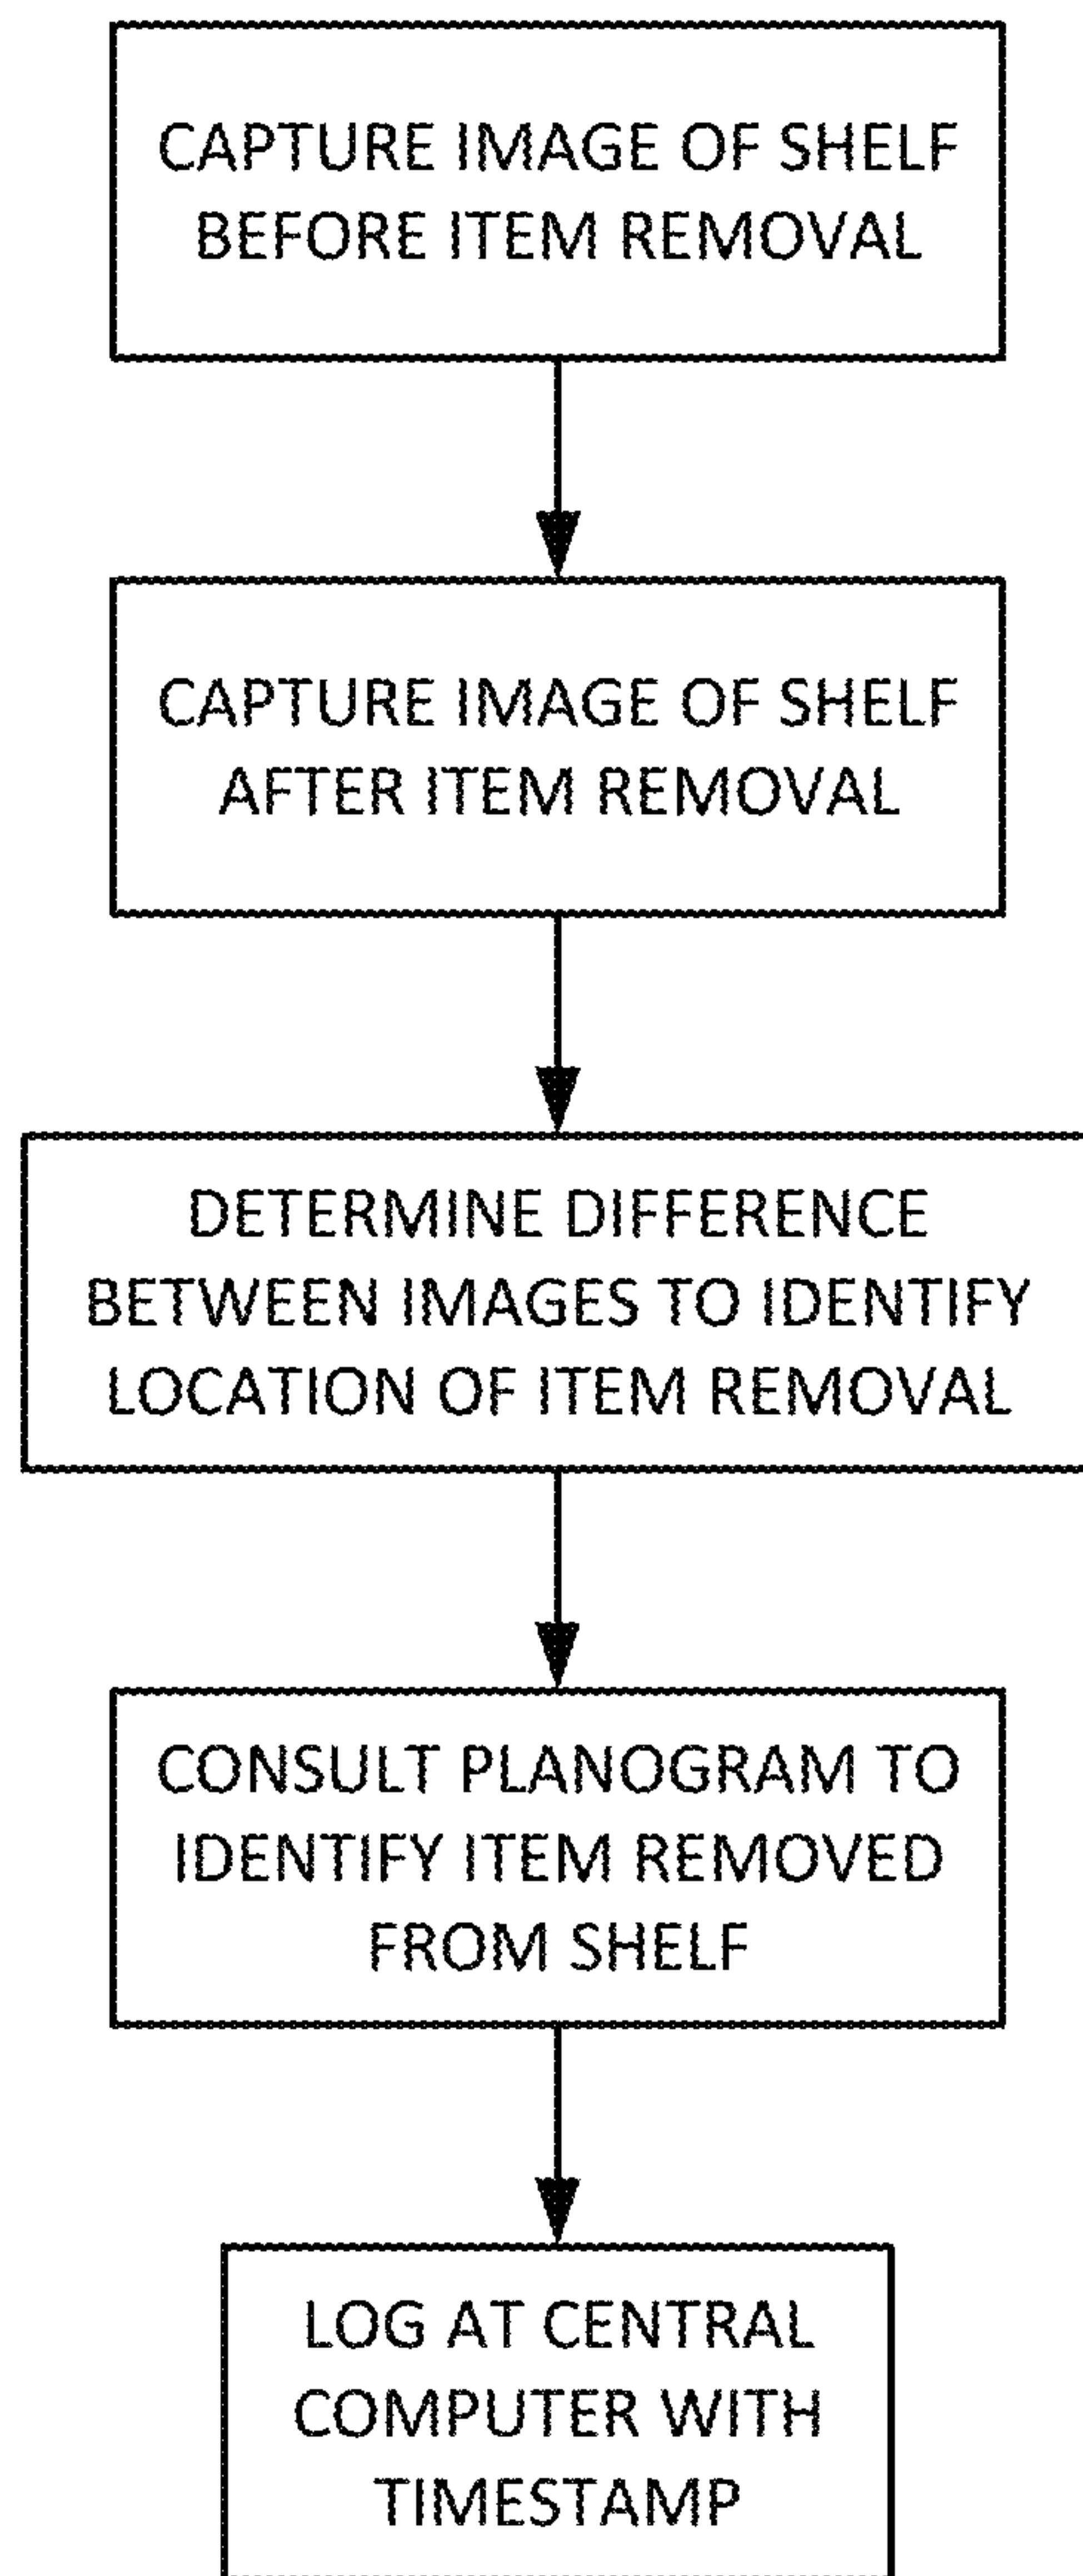 CAPTURE IMAGE OF SHELF
BEFORE ITEM REMOVAL
CAPTURE IMAGE OF SHELF
AFTER ITEM REMOVAL
DETERMINE DIFFERENCE
BETWEEN IMAGES TO IDENTIFY
LOCATION OF ITEM REMOVAL
CONSULT PLANOGRAM TO
IDENTIFY ITEM REMOVED
FROM SHELF
LOG AT CENTRAL
COMPUTER WITH
TIMESTAMP